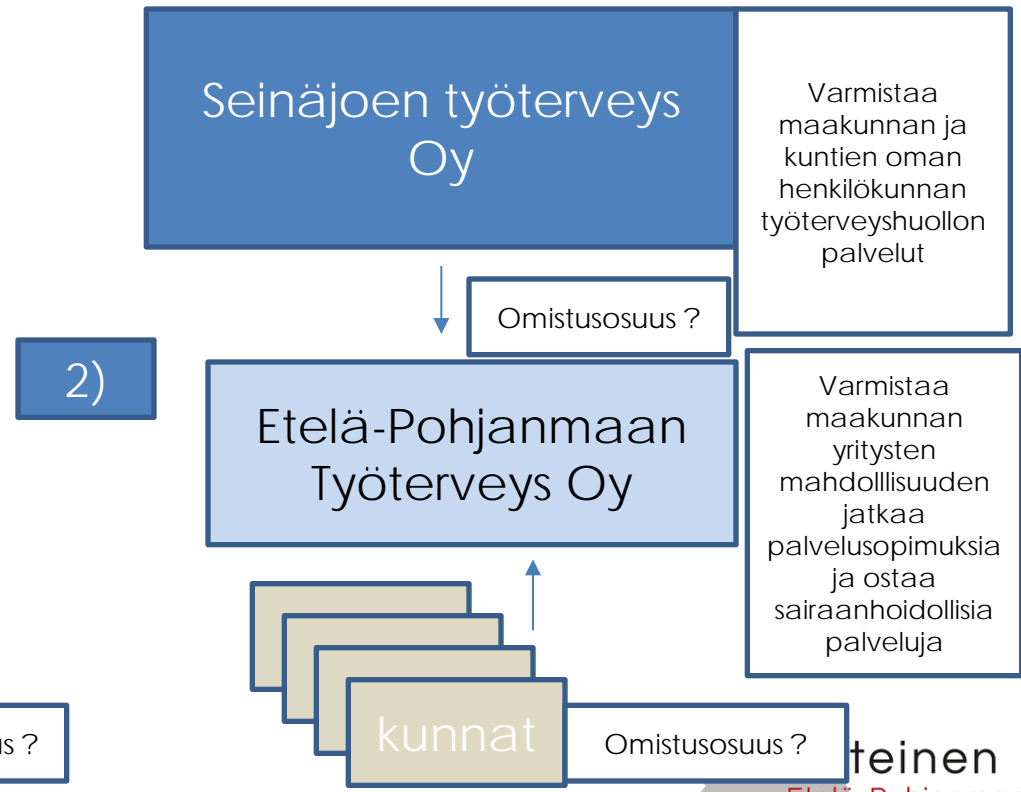 Seinäjoen työterveys
Oy
Varmistaa
maakunnan ja
kuntien oman
henkilökunnan
työterveyshuollon
palvelut
Omistusosuus ?
2)
Etelä-Pohjanmaan
Työterveys Oy
Varmistaa
maakunnan
yritysten
mahdolllisuuden
jatkaa
palvelusopimuksia
ja ostaa
sairaanhoidollisia
palveluja
kunnat
Omistusosuus ?
s ?
teinen